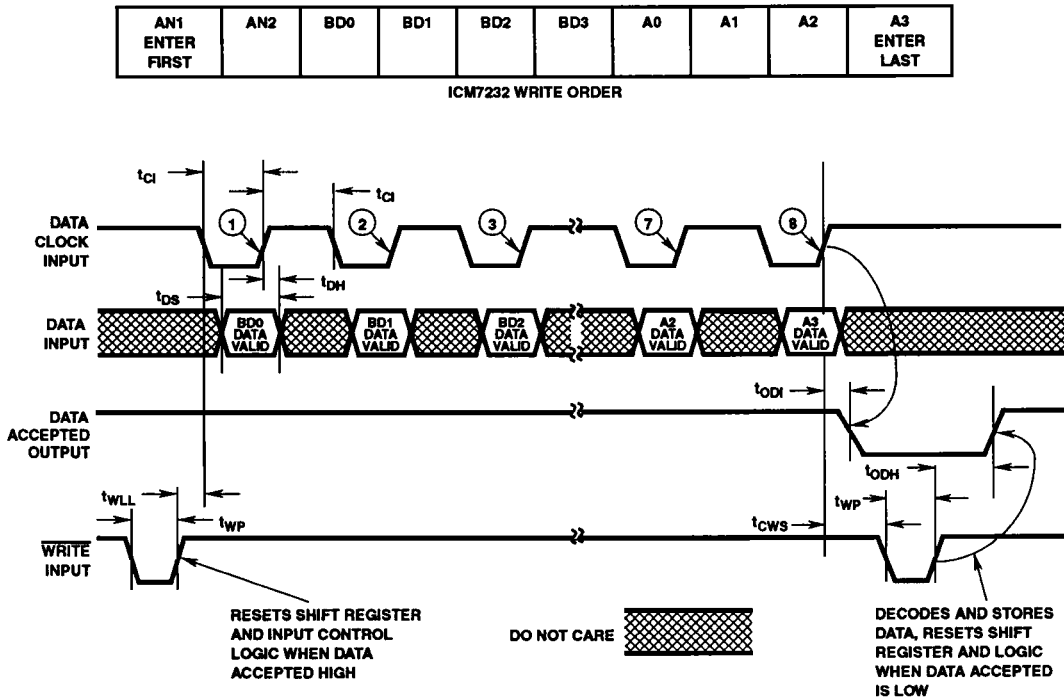 AN1 ENTER FIRST
AN2
BD0
BD1
BD2
BD3
A0
A1
A2
A3 ENTER LAST
ICM7232 WRITE ORDER
tCI
tCI
DATA CLOCK INPUT
1
2
3
7
8
tDH
tDS
DATA INPUT
BD0 DATA VALID
BD1 DATA VALID
BD2 DATA VALID
A2 DATA VALID
A3 DATA VALID
tODI
DATA ACCEPTED OUTPUT
tODH
tWLL
tWP
tCWS
tWP
WRITE INPUT
RESETS SHIFT REGISTER
AND INPUT CONTROL
LOGIC WHEN DATA
ACCEPTED HIGH
DO NOT CARE
DECODES AND STORES
DATA, RESETS SHIFT
REGISTER AND LOGIC
WHEN DATA ACCEPTED
IS LOW